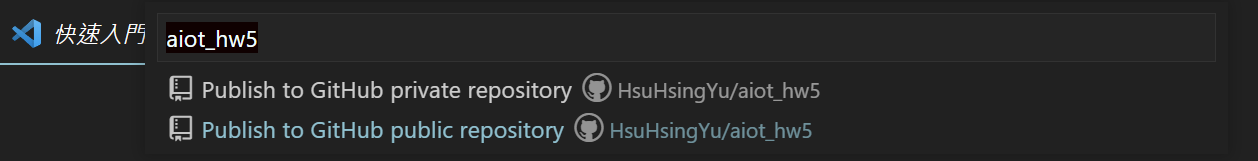 快速入門
aiot_hw5
Publish to GitHub private repository HsuHsingYu/aiot_hw5
Publish to GitHub public repository HsuHsingYu/aiot_hw5